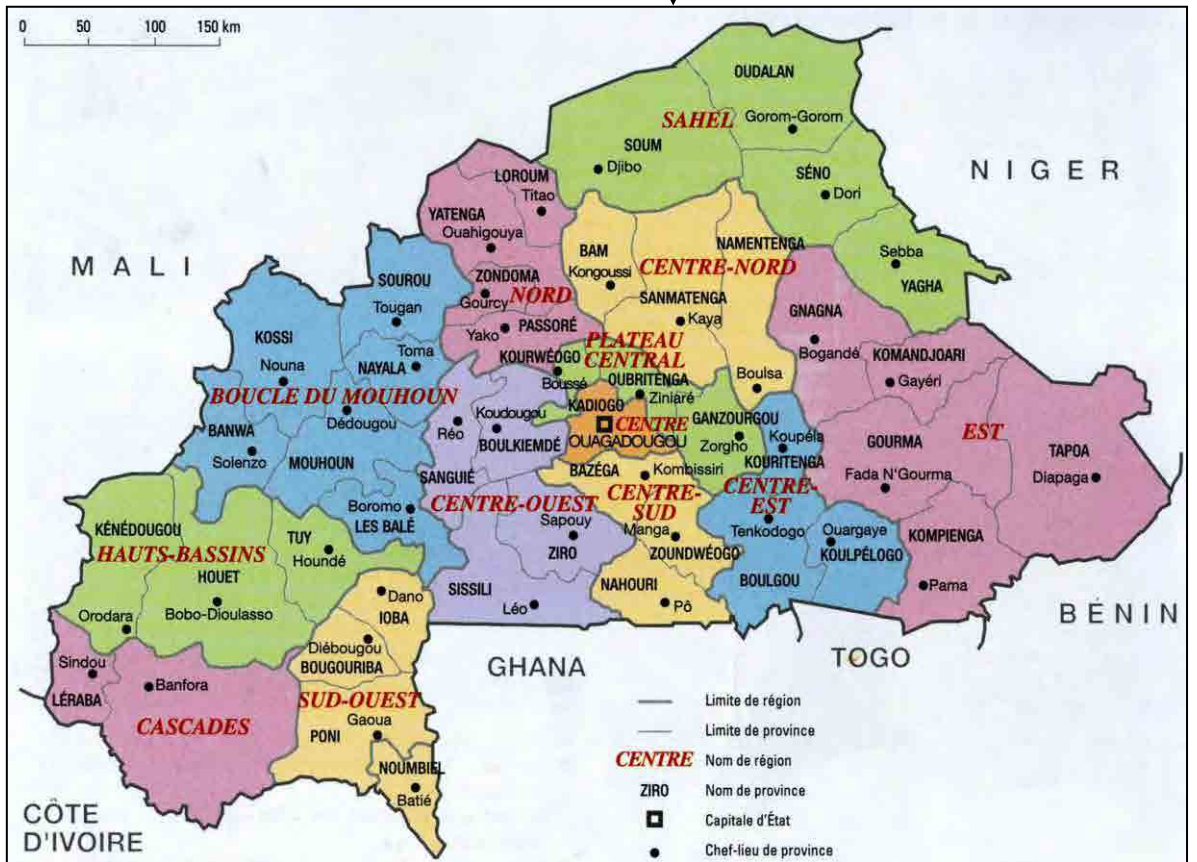 0 50 100 150 km
OUDALAN
Gorom-Gorom
SAHEL
SOUM
Djibo
SÉNO
Dori
NIGER
LOROUM
Titao
YATENGA
Ouahigouya
BAM
Kongoussi
NAMENTENGA
CENTRE-NORD
Sebba
YAGHA
MALI
SOUROU
Tougan
ZONDOMA
Gourcy
NORD
SANMATENGA
Kaya
GNAGNA
Bogandé
KOSSI
Nouna
NAYALA
Toma
Yako
PASSORÉ
PLATEAU
CENTRAL
KOURWÉOGO
Boussé
OUBRITENGA
Ziniaré
Boulsa
KOMANDJOARI
Gayéri
BOUCLE DU MOUHOUN
Dédougou
BANWA
Solenzo
MOUHOUN
Réo
Koudougou
BOULKIEMDÉ
KADIOGO
CENTRE
OUAGADOUGOU
GANZOURGOU
Zorgho
Koupéla
KOURITENGA
GOURMA
Fada N'Gourma
EST
TAPOA
Diapaga
SANGUIÉ
BAZÉGA
Kombissiri
CENTRE-OUEST
CENTRE-
SUD
CENTRE-
EST
Boromo
LES BALÉ
Sapouy
ZIRO
Manga
ZOUNDWÉOGO
Tenkodogo
Ouargaye
KOULPÉLOGO
KOMPIENGA
KÉNÉDOUGOU
HAUTS-BASSINS
TUY
Houndé
HOUET
Bobo-Dioulasso
Orodara
SISSILI
Léo
NAHOURI
Pô
BOULGOU
Pama
Dano
IOBA
Diébougou
BOUGOURIBA
BÉNIN
GHANA
TOGO
Sindou
LÉRABA
Banfora
CASCADES
SUD-OUEST
Gaoua
PONI
NOUMBIEL
Batié
CÔTE
D'IVOIRE
Limite de région
Limite de province
CENTRE Nom de région
ZIRO Nom de province
Capitale d'État
Chef-lieu de province